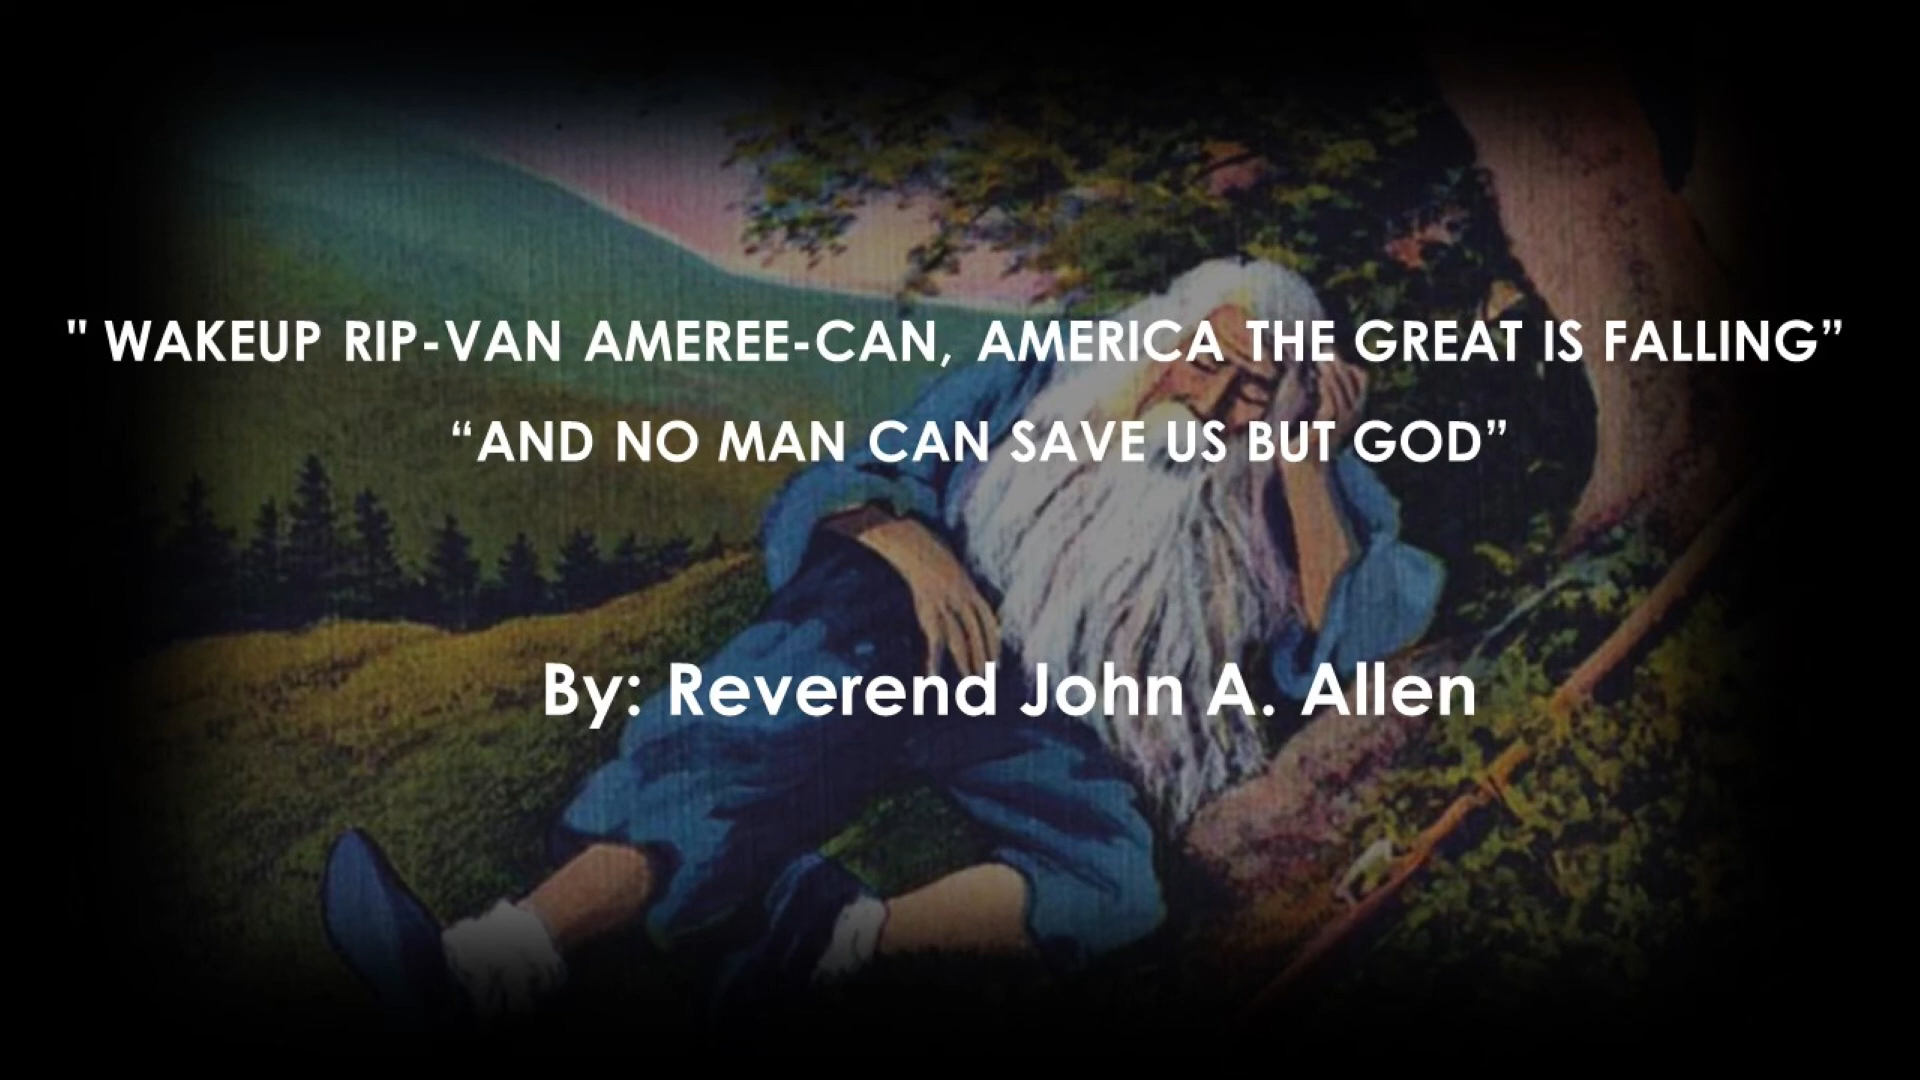 " WAKEUP RIP-VAN AMEREE-CAN, AMERICA THE GREAT IS FALLING”
“AND NO MAN CAN SAVE US BUT GOD”
By: Reverend John A. Allen